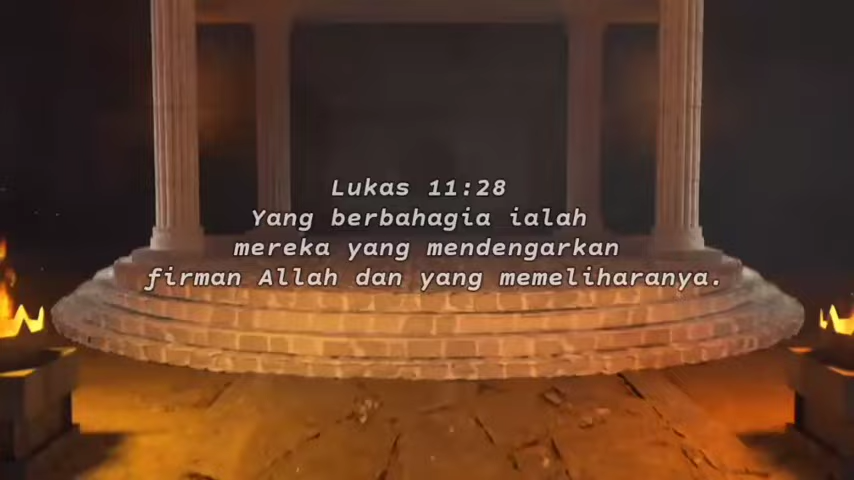 Lukas 11:28
Yang berbahagia ialah
mereka yang mendengarkan
firman Allah dan yang memeliharanya.